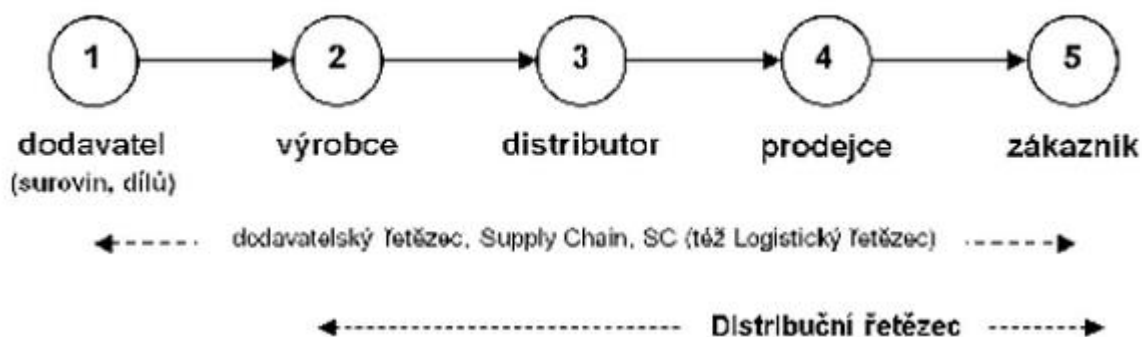 1 2 3 4 5
dodavatel výrobce distributor prodejce zákazník
(surovin, dílů)
dodavatelský řetězec, Supply Chain, SC (též Logistický řetězec)
Distribuční řetězec